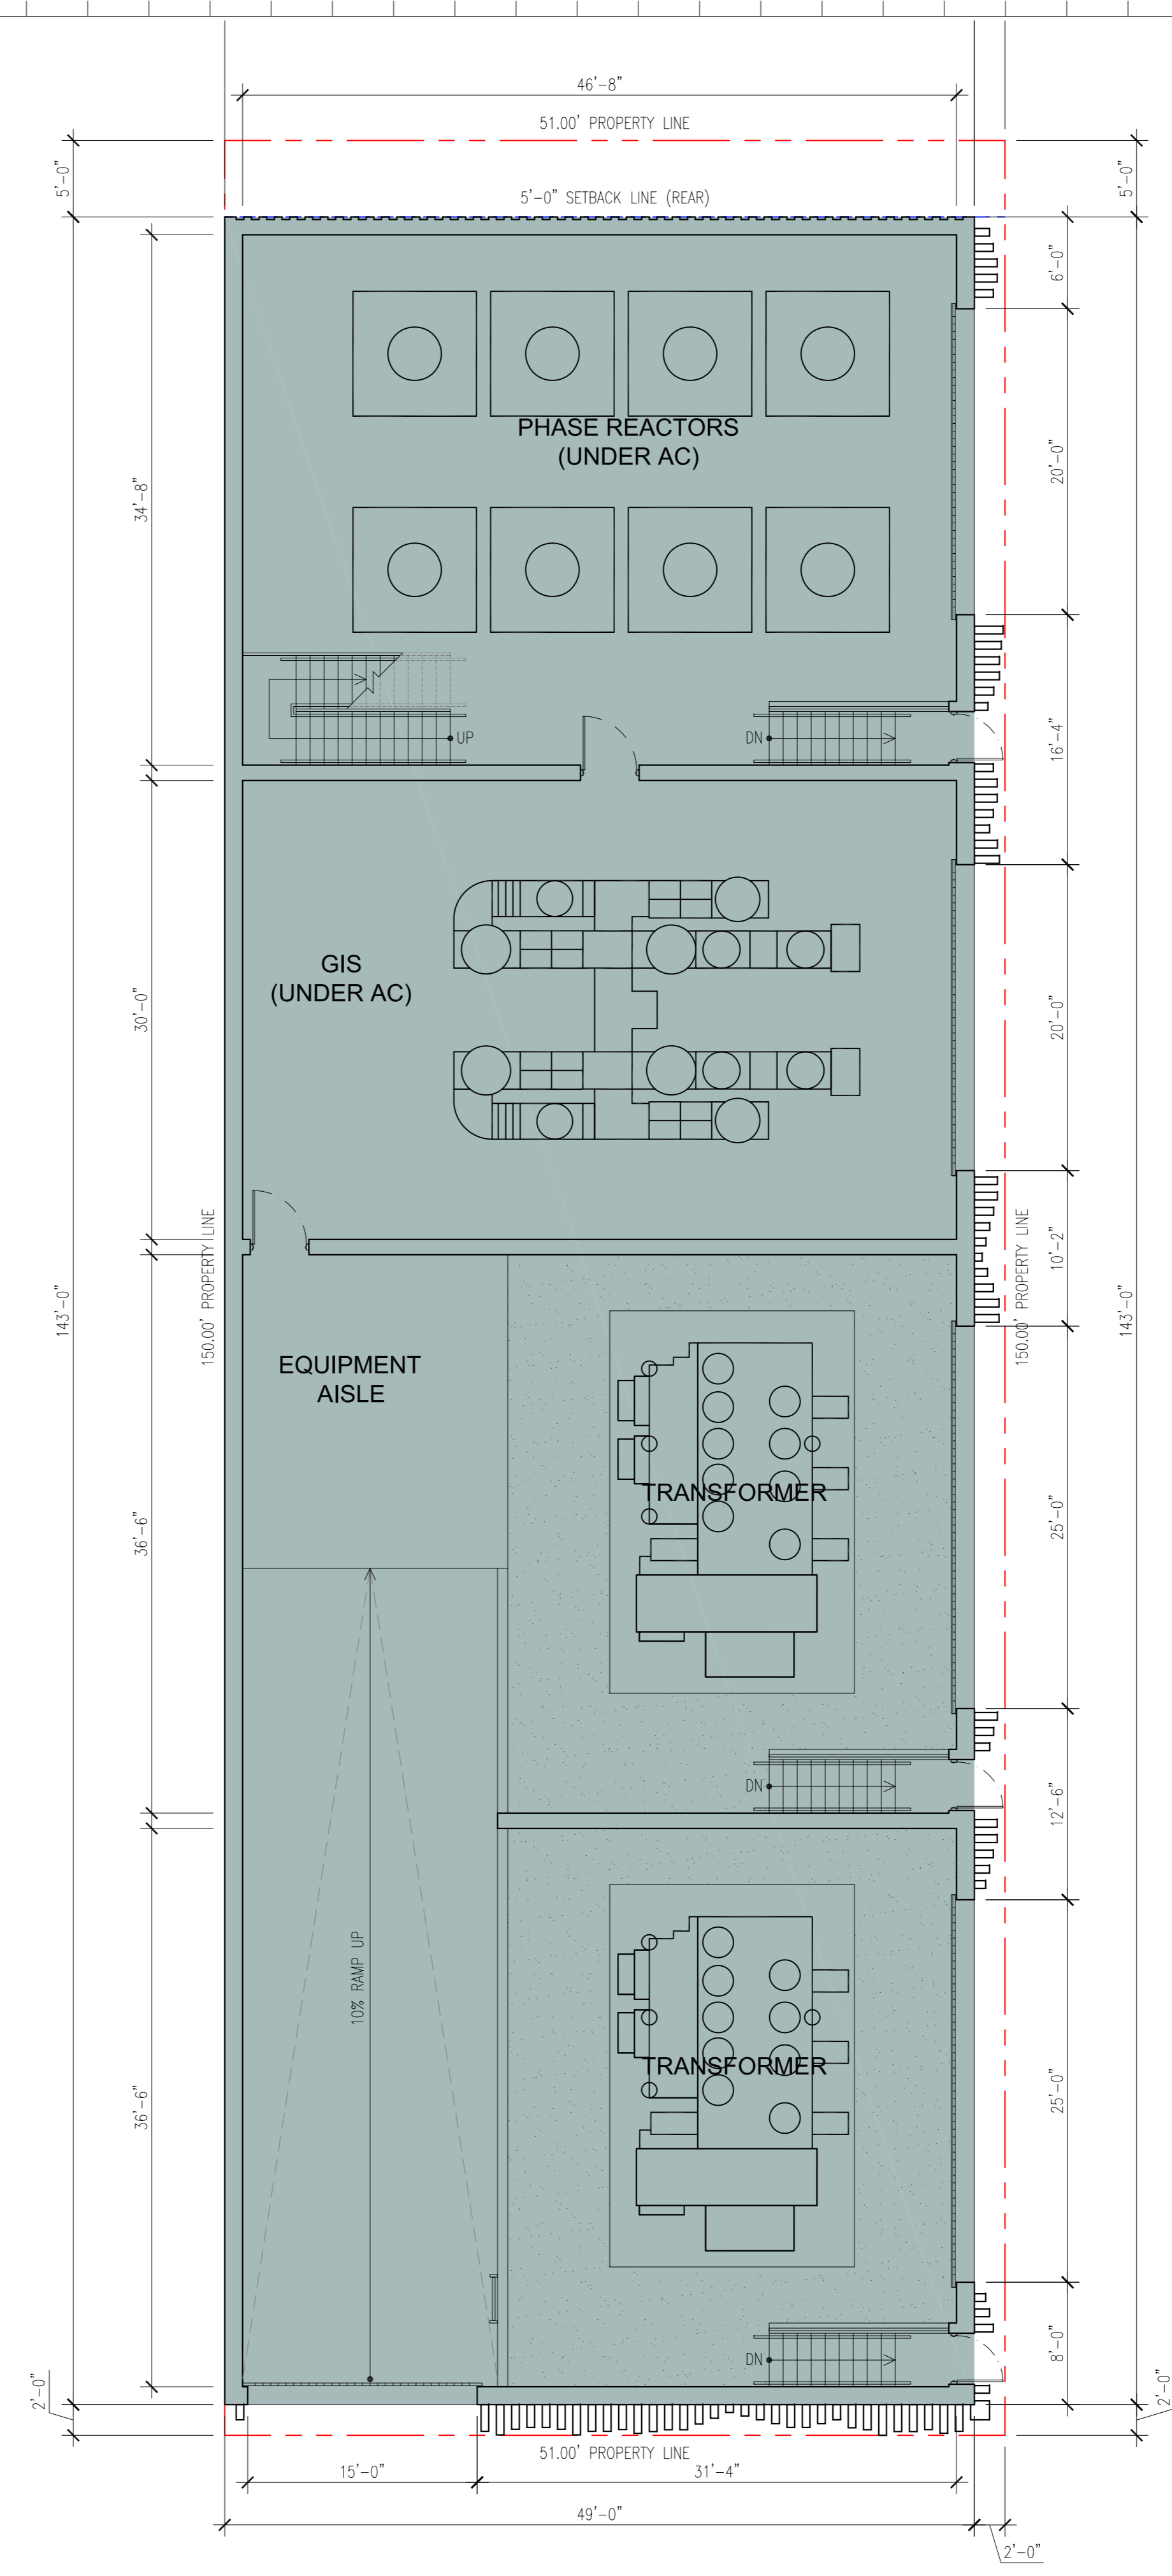 46'-8"
51.00' PROPERTY LINE
5'-0"
5'-0"
5'-0" SETBACK LINE (REAR)
6'-0"
PHASE REACTORS
(UNDER AC)
20'-0"
34'-8"
UP
DN
16'-4"
GIS
(UNDER AC)
30'-0"
20'-0"
150.00' PROPERTY LINE
150.00' PROPERTY LINE
10'-2"
143'-0"
143'-0"
EQUIPMENT
AISLE
TRANSFORMER
36'-6"
25'-0"
DN
12'-6"
10% RAMP UP
TRANSFORMER
36'-6"
25'-0"
DN
8'-0"
2'-0"
2'-0"
51.00' PROPERTY LINE
15'-0"
31'-4"
49'-0"
2'-0"